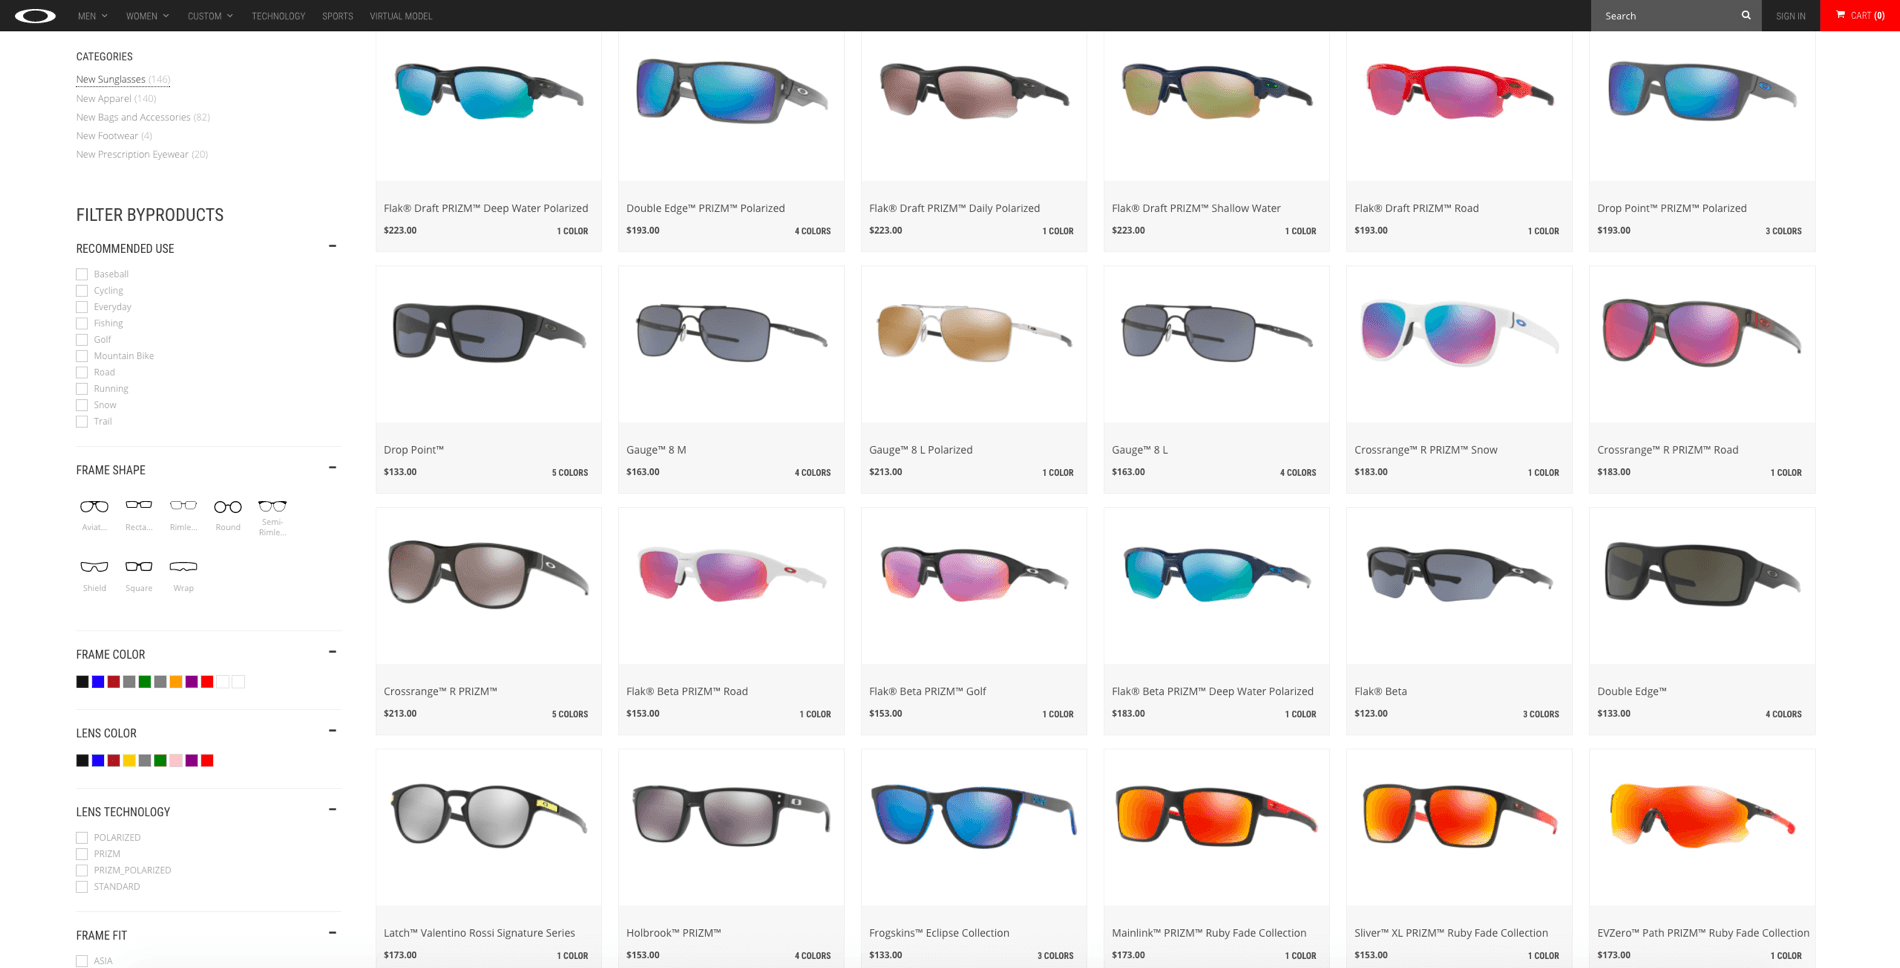 MEN
WOMEN
CUSTOM
TECHNOLOGY
SPORTS
VIRTUAL MODEL
Search
SIGN IN
CART (0)
CATEGORIES
New Sunglasses (146)
New Apparel (140)
New Bags and Accessories (82)
New Footwear (4)
New Prescription Eyewear (20)
FILTER BYPRODUCTS
RECOMMENDED USE
Baseball
Cycling
Everyday
Fishing
Golf
Mountain Bike
Road
Running
Snow
Trail
FRAME SHAPE
Aviat...
Recta...
Rimle...
Round
Semi-
Rimle...
Shield
Square
Wrap
FRAME COLOR
LENS COLOR
LENS TECHNOLOGY
POLARIZED
PRIZM
PRIZM_POLARIZED
STANDARD
FRAME FIT
ASIA
Flak® Draft PRIZM™ Deep Water Polarized
$223.00 1 COLOR
Double Edge™ PRIZM™ Polarized
$193.00 4 COLORS
Flak® Draft PRIZM™ Daily Polarized
$223.00 1 COLOR
Flak® Draft PRIZM™ Shallow Water
$223.00 1 COLOR
Flak® Draft PRIZM™ Road
$193.00 1 COLOR
Drop Point™ PRIZM™ Polarized
$193.00 3 COLORS
Drop Point™
$133.00 5 COLORS
Gauge™ 8 M
$163.00 4 COLORS
Gauge™ 8 L Polarized
$213.00 1 COLOR
Gauge™ 8 L
$163.00 4 COLORS
Crossrange™ R PRIZM™ Snow
$183.00 1 COLOR
Crossrange™ R PRIZM™ Road
$183.00 1 COLOR
Crossrange™ R PRIZM™
$213.00 5 COLORS
Flak® Beta PRIZM™ Road
$153.00 1 COLOR
Flak® Beta PRIZM™ Golf
$153.00 1 COLOR
Flak® Beta PRIZM™ Deep Water Polarized
$183.00 1 COLOR
Flak® Beta
$123.00 3 COLORS
Double Edge™
$133.00 4 COLORS
Latch™ Valentino Rossi Signature Series
$173.00 1 COLOR
Holbrook™ PRIZM™
$153.00 4 COLORS
Frogskins™ Eclipse Collection
$133.00 3 COLORS
Mainlink™ PRIZM™ Ruby Fade Collection
$173.00 1 COLOR
Sliver™ XL PRIZM™ Ruby Fade Collection
$153.00 1 COLOR
EVZero™ Path PRIZM™ Ruby Fade Collection
$173.00 1 COLOR